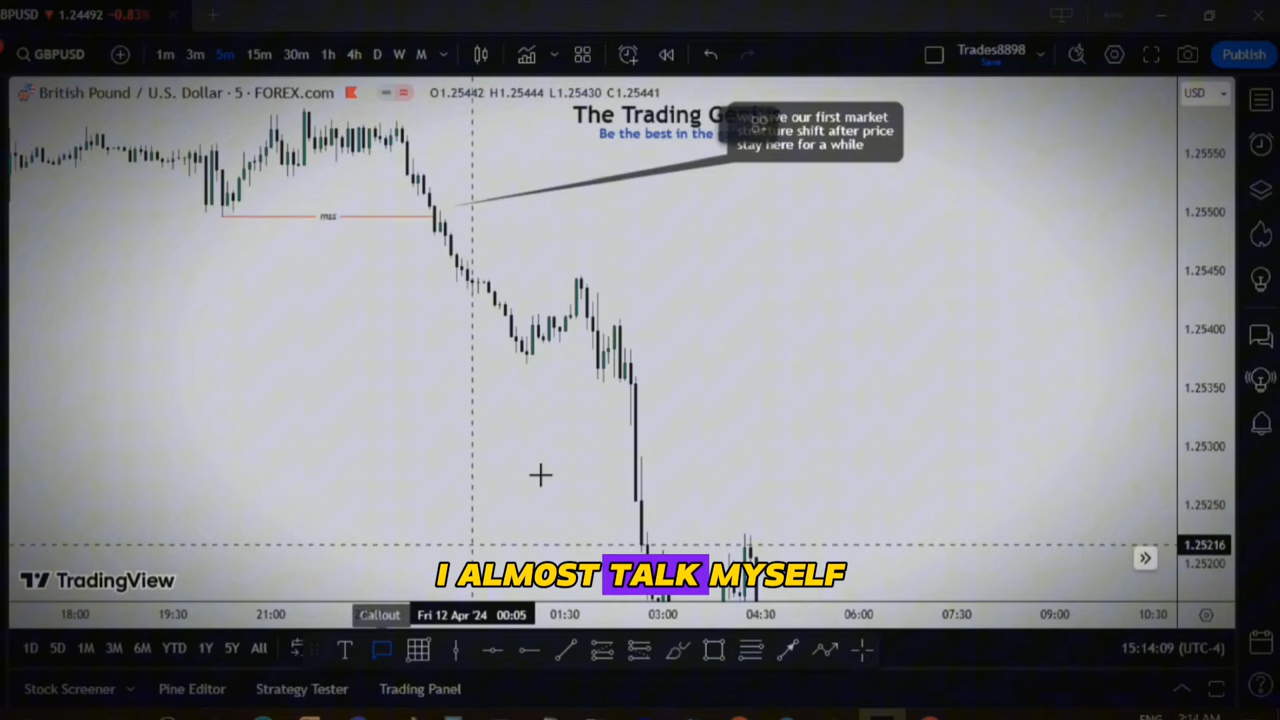 GBPUSD ▼ 1.24492 -0.83%
GBPUSD 1m 3m 5m 15m 30m 1h 4h D W M Trades8898 Save Publish
British Pound / U.S. Dollar · 5 · FOREX.com O1.25442 H1.25444 L1.25430 C1.25441 USD
The Trading
Be the best in the
our first market
shift after price
stay here for a while
mss
1.25550
1.25500
1.25450
1.25400
1.25350
1.25300
1.25250
1.25216
1.25200
I ALMOST TALK MYSELF
TradingView
18:00 19:30 21:00 Callout Fri 12 Apr '24 00:05 01:30 03:00 04:30 06:00 07:30 09:00 10:30
1D 5D 1M 3M 6M YTD 1Y 5Y All 15:14:09 (UTC-4)
Stock Screener Pine Editor Strategy Tester Trading Panel
ENG